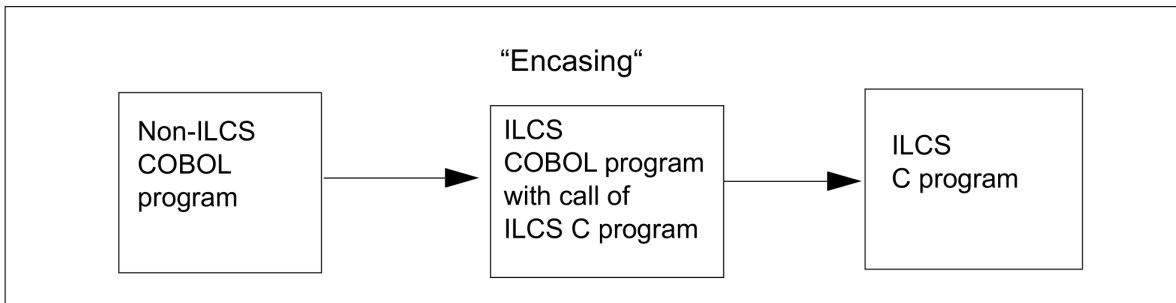 “Encasing“
Non-ILCS
COBOL
program
ILCS
COBOL program
with call of
ILCS C program
ILCS
C program